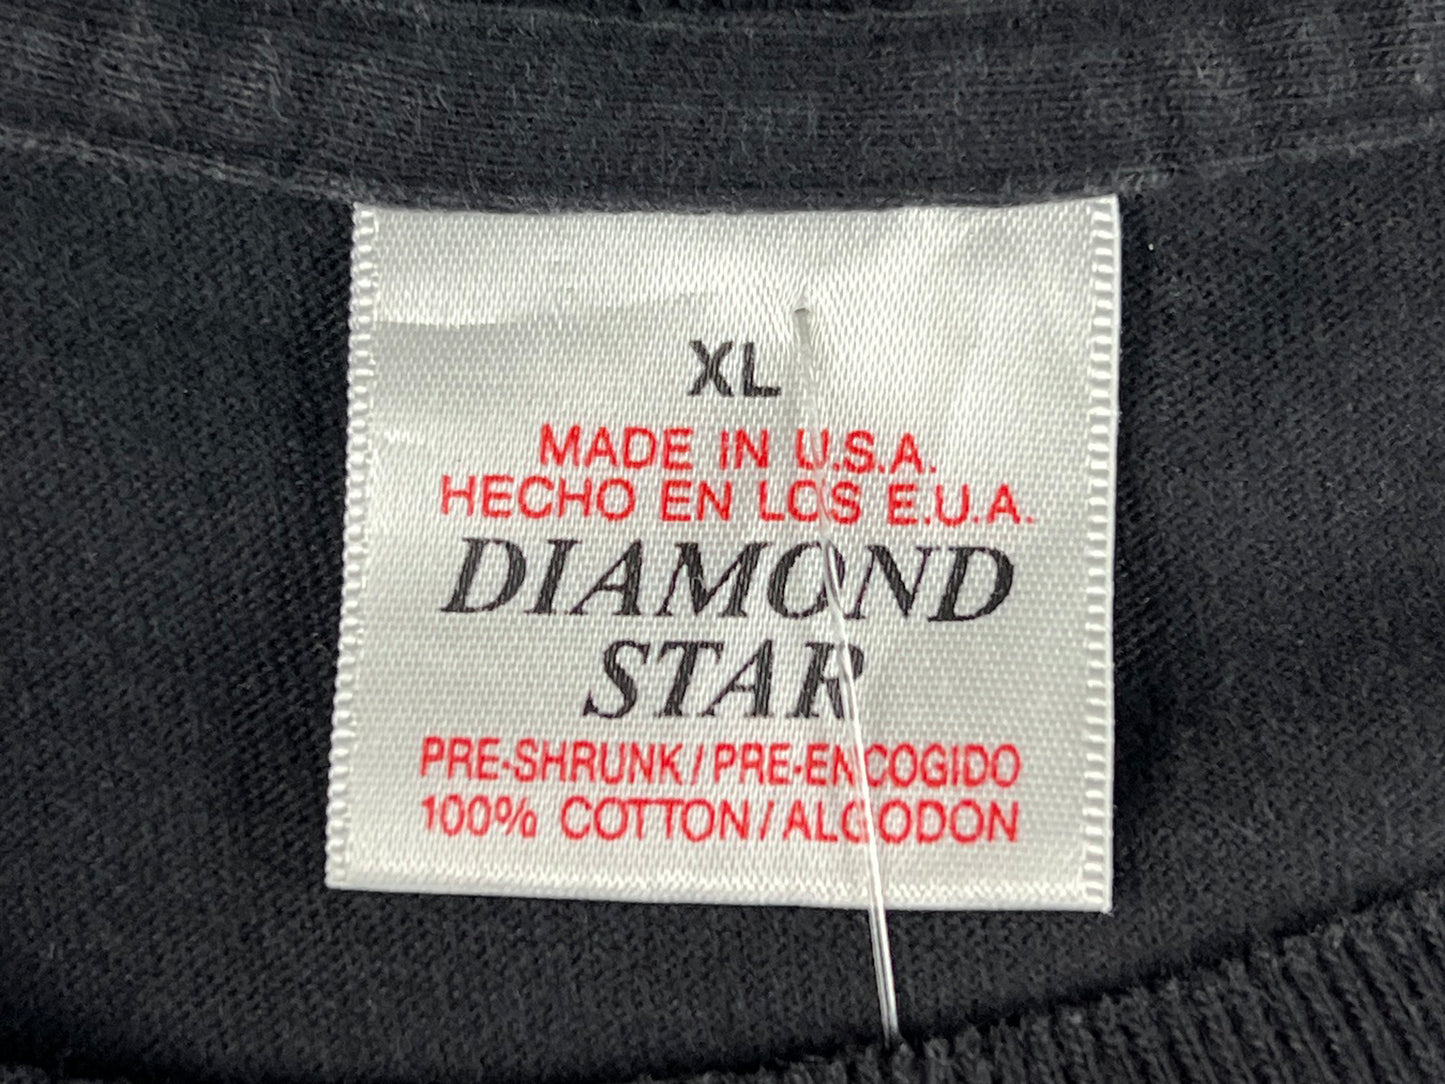 XL
MADE IN U.S.A.
HECHO EN LOS E.U.A.
DIAMOND
STAR
PRE-SHRUNK/PRE-ENCOGIDO
100% COTTON/ALGODON